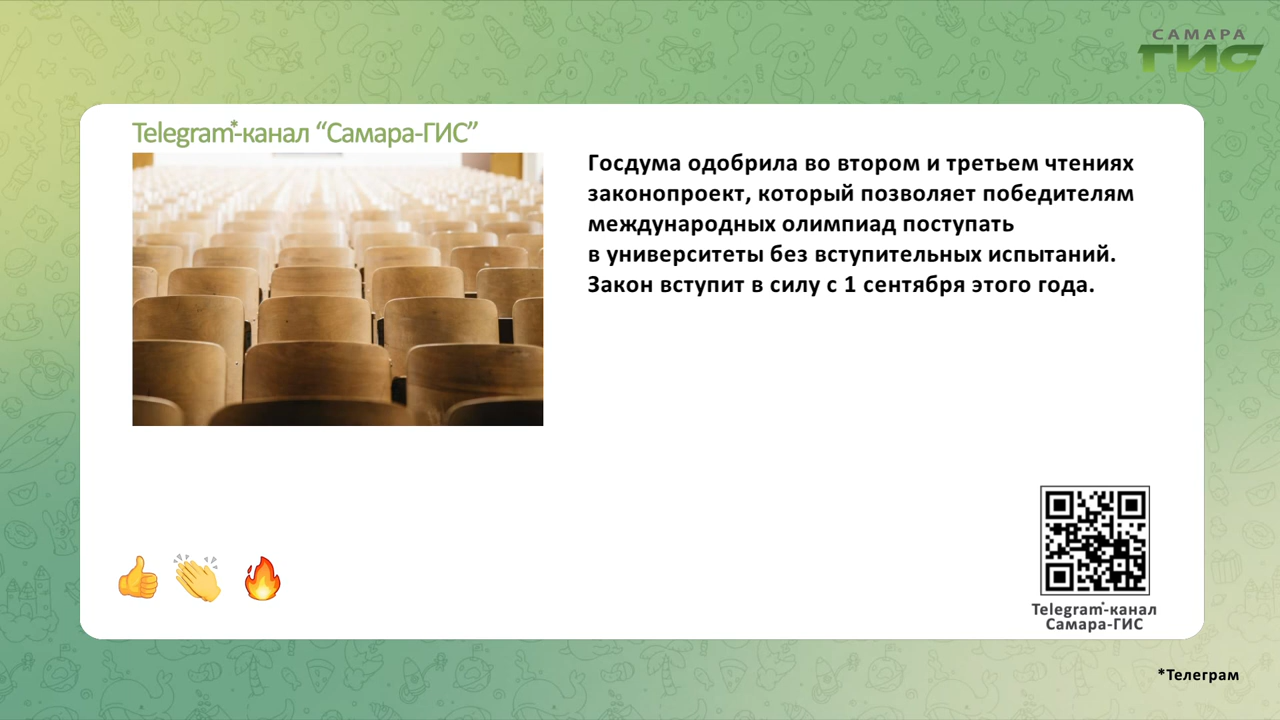 САМАРА
ГИС
Telegram*-канал “Самара-ГИС”
Госдума одобрила во втором и третьем чтениях
законопроект, который позволяет победителям
международных олимпиад поступать
в университеты без вступительных испытаний.
Закон вступит в силу с 1 сентября этого года.
Telegram*-канал
Самара-ГИС
*Телеграм